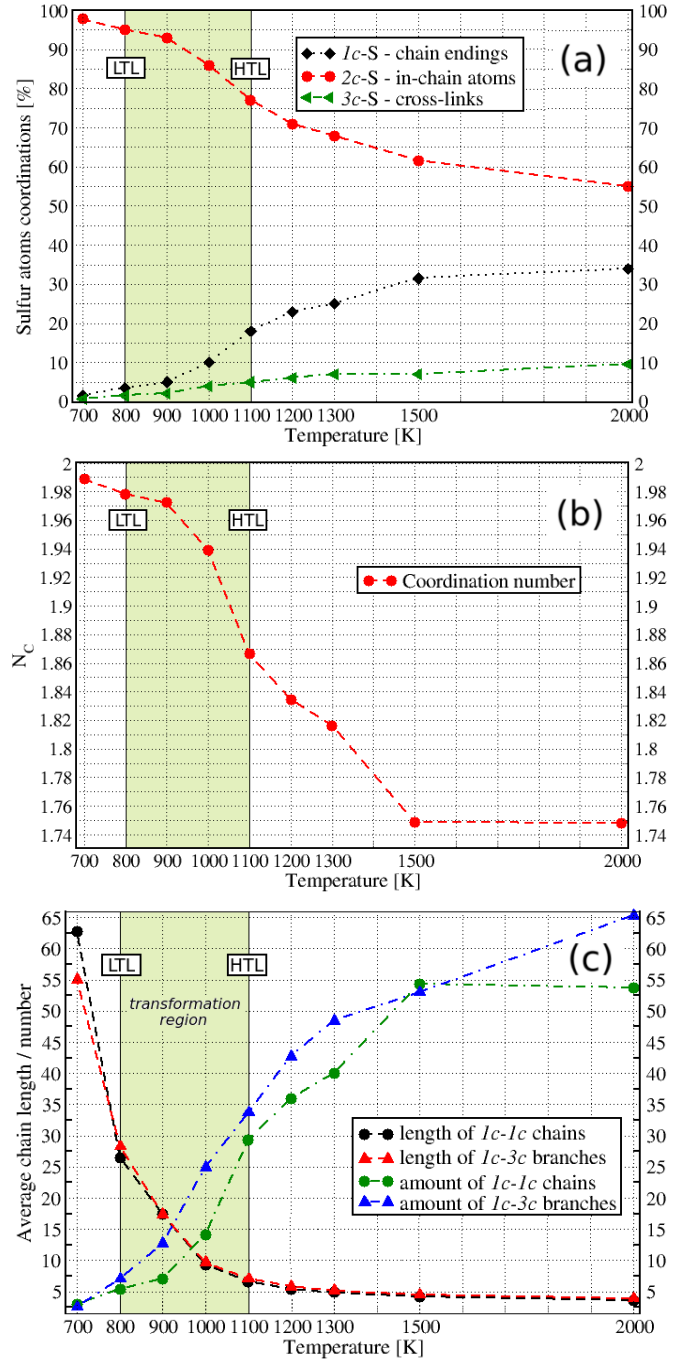 100
90
80
70
60
50
40
30
20
10
0
Sulfur atoms coordinations [%]
LTL
HTL
(a)
1c-S - chain endings
2c-S - in-chain atoms
3c-S - cross-links
100
90
80
70
60
50
40
30
20
10
0
700 800 900 1000 1100 1200 1300 1500 2000
Temperature [K]
2
1.98
1.96
1.94
1.92
1.9
1.88
1.86
1.84
1.82
1.8
1.78
1.76
1.74
N_C
LTL
HTL
(b)
Coordination number
2
1.98
1.96
1.94
1.92
1.9
1.88
1.86
1.84
1.82
1.8
1.78
1.76
1.74
700 800 900 1000 1100 1200 1300 1500 2000
Temperature [K]
65
60
55
50
45
40
35
30
25
20
15
10
5
Average chain length / number
LTL
HTL
(c)
transformation
region
length of 1c-1c chains
length of 1c-3c branches
amount of 1c-1c chains
amount of 1c-3c branches
65
60
55
50
45
40
35
30
25
20
15
10
5
700 800 900 1000 1100 1200 1300 1500 2000
Temperature [K]